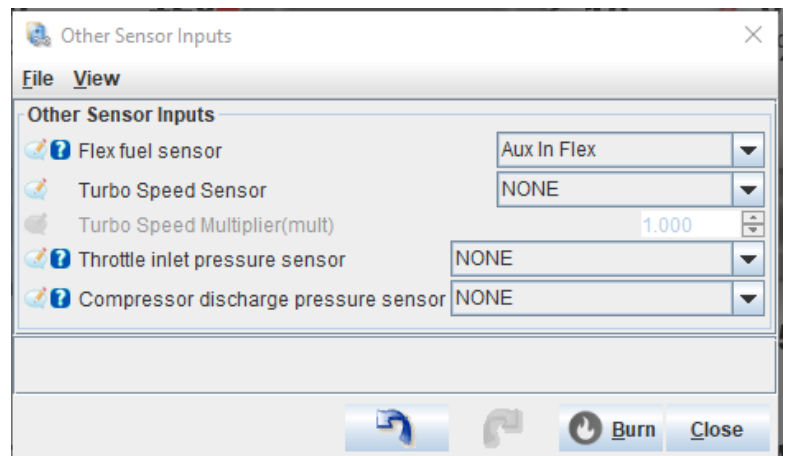 Other Sensor Inputs
File View
Other Sensor Inputs
Flex fuel sensor Aux In Flex
Turbo Speed Sensor NONE
Turbo Speed Multiplier(mult) 1.000
Throttle inlet pressure sensor NONE
Compressor discharge pressure sensor NONE
Burn Close